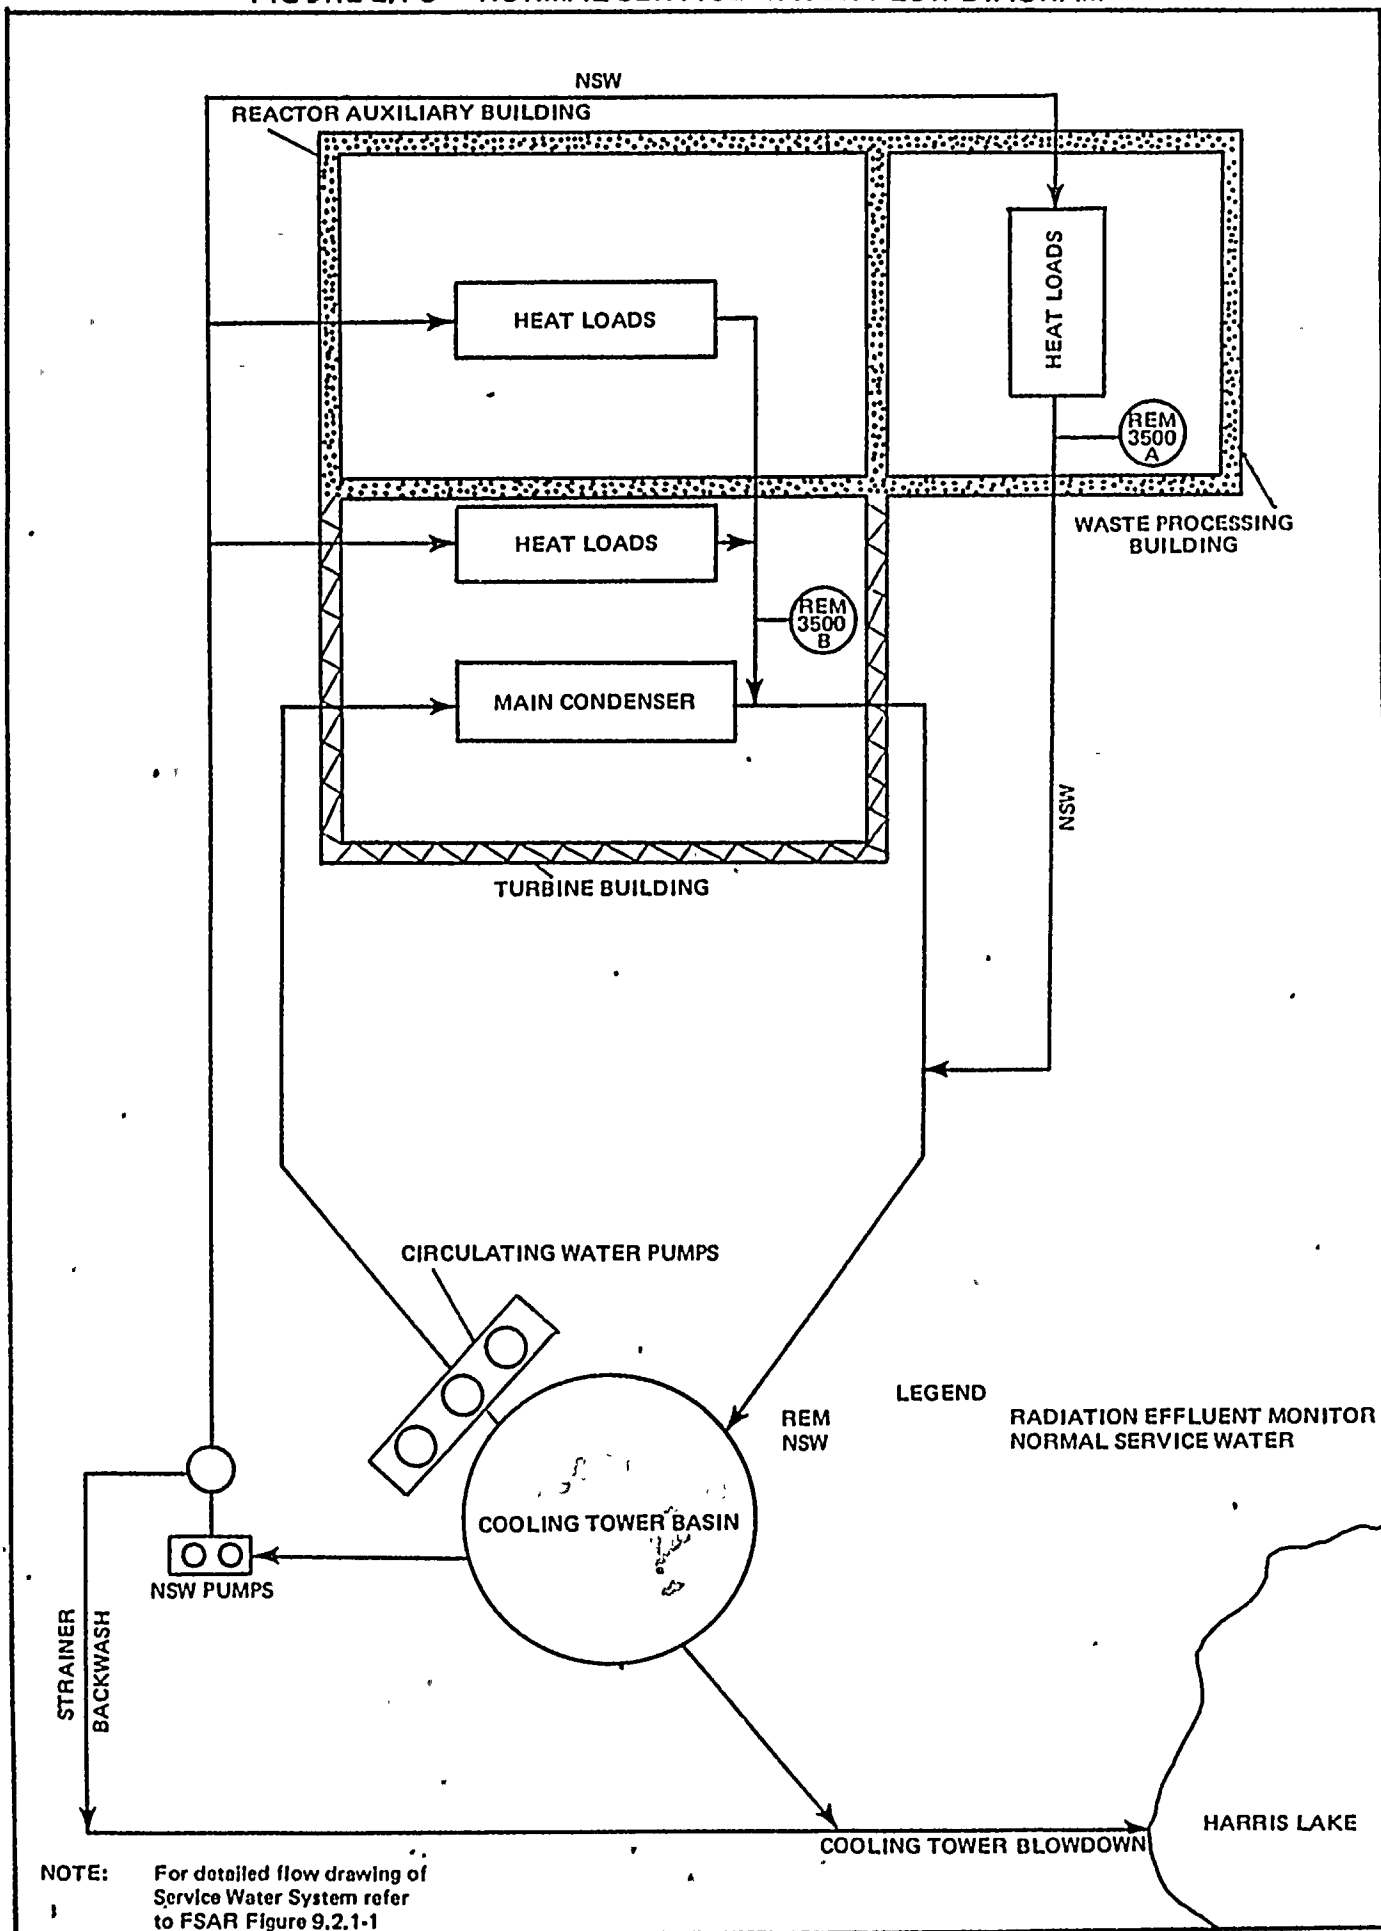 NSW
REACTOR AUXILIARY BUILDING
HEAT LOADS
HEAT LOADS
REM
3500
A
WASTE PROCESSING
BUILDING
HEAT LOADS
REM
3500
B
MAIN CONDENSER
NSW
TURBINE BUILDING
CIRCULATING WATER PUMPS
LEGEND
REM RADIATION EFFLUENT MONITOR
NSW NORMAL SERVICE WATER
COOLING TOWER BASIN
NSW PUMPS
STRAINER
BACKWASH
HARRIS LAKE
COOLING TOWER BLOWDOWN
NOTE: For detailed flow drawing of
Service Water System refer
to FSAR Figure 9.2.1-1